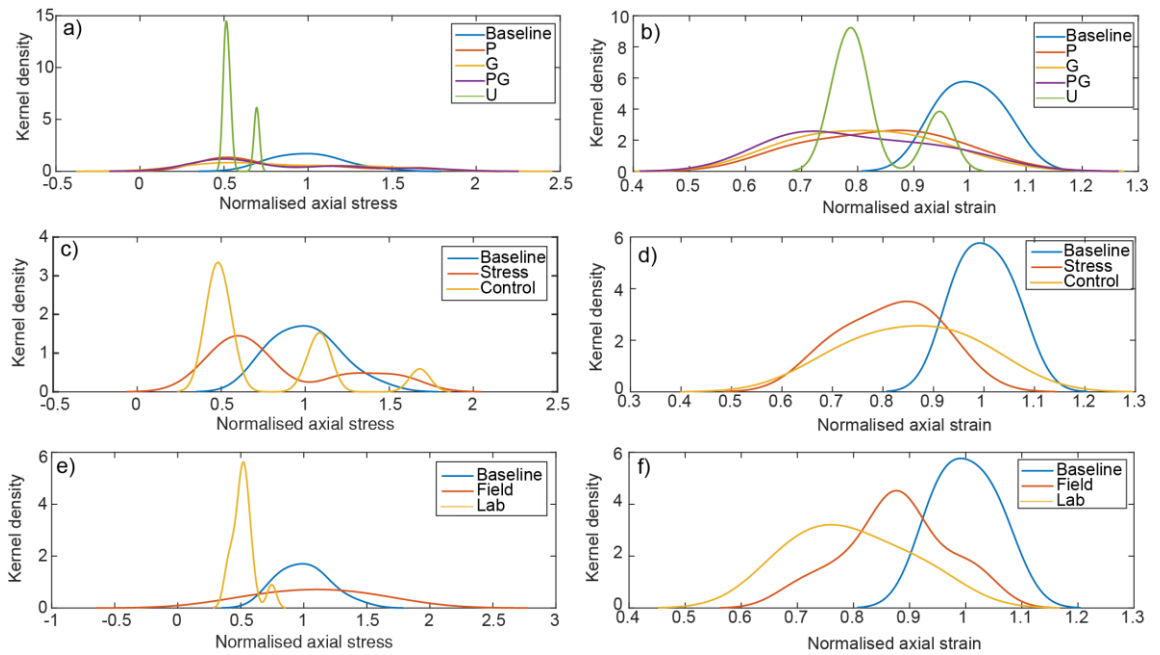 a)
Kernel density
15
10
5
0
-0.5 0 0.5 1 1.5 2 2.5
Normalised axial stress
Baseline
P
G
PG
U
b)
Kernel density
10
8
6
4
2
0
0.4 0.5 0.6 0.7 0.8 0.9 1 1.1 1.2 1.3
Normalised axial strain
Baseline
P
G
PG
U
c)
Kernel density
4
3
2
1
0
-0.5 0 0.5 1 1.5 2 2.5
Normalised axial stress
Baseline
Stress
Control
d)
Kernel density
6
4
2
0
0.3 0.4 0.5 0.6 0.7 0.8 0.9 1 1.1 1.2 1.3
Normalised axial strain
Baseline
Stress
Control
e)
Kernel density
6
4
2
0
-1 -0.5 0 0.5 1 1.5 2 2.5 3
Normalised axial stress
Baseline
Field
Lab
f)
Kernel density
6
4
2
0
0.4 0.5 0.6 0.7 0.8 0.9 1 1.1 1.2 1.3
Normalised axial strain
Baseline
Field
Lab